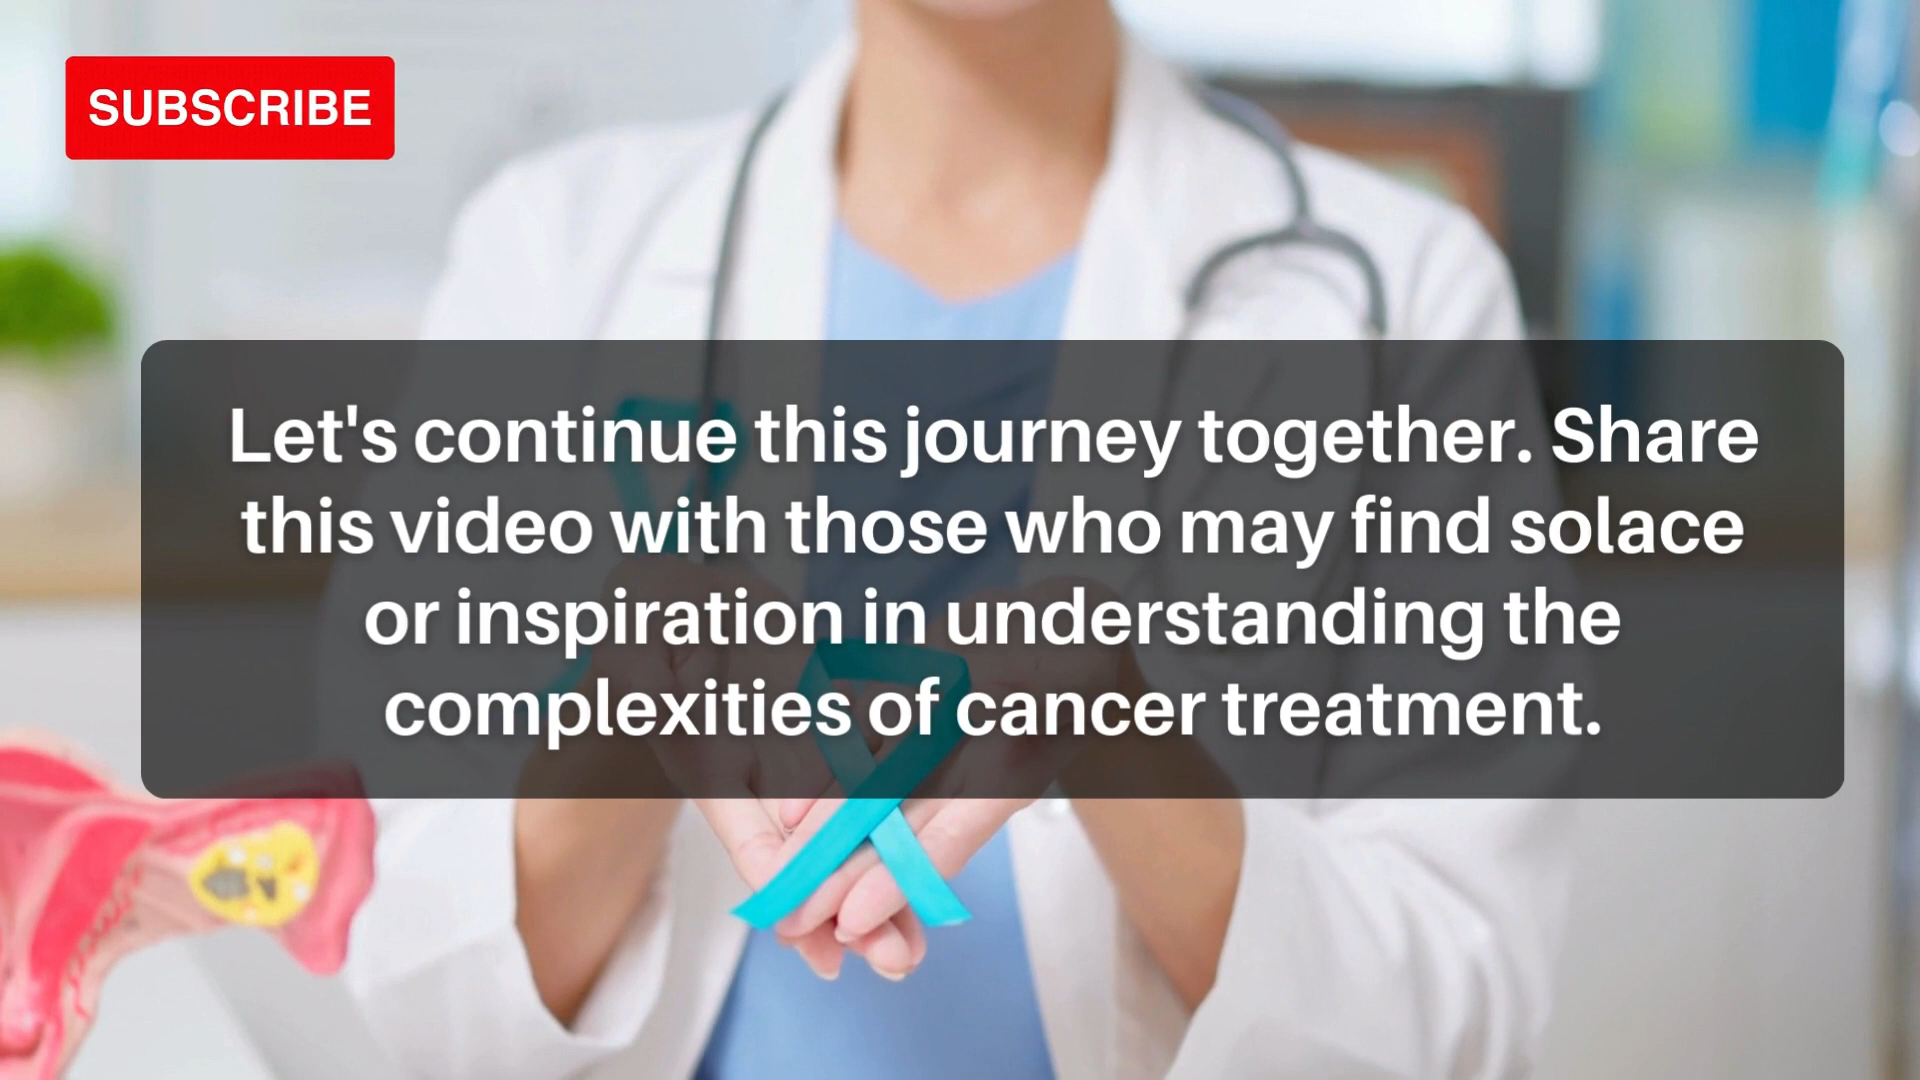 SUBSCRIBE
Let's continue this journey together. Share
this video with those who may find solace
or inspiration in understanding the
complexities of cancer treatment.